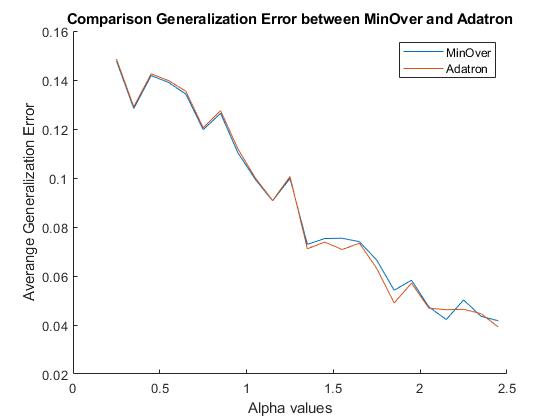 Comparison Generalization Error between MinOver and Adatron
0.16
0.14
0.12
0.1
0.08
0.06
0.04
0.02
Averange Generalization Error
MinOver
Adatron
0
0.5
1
1.5
2
2.5
Alpha values